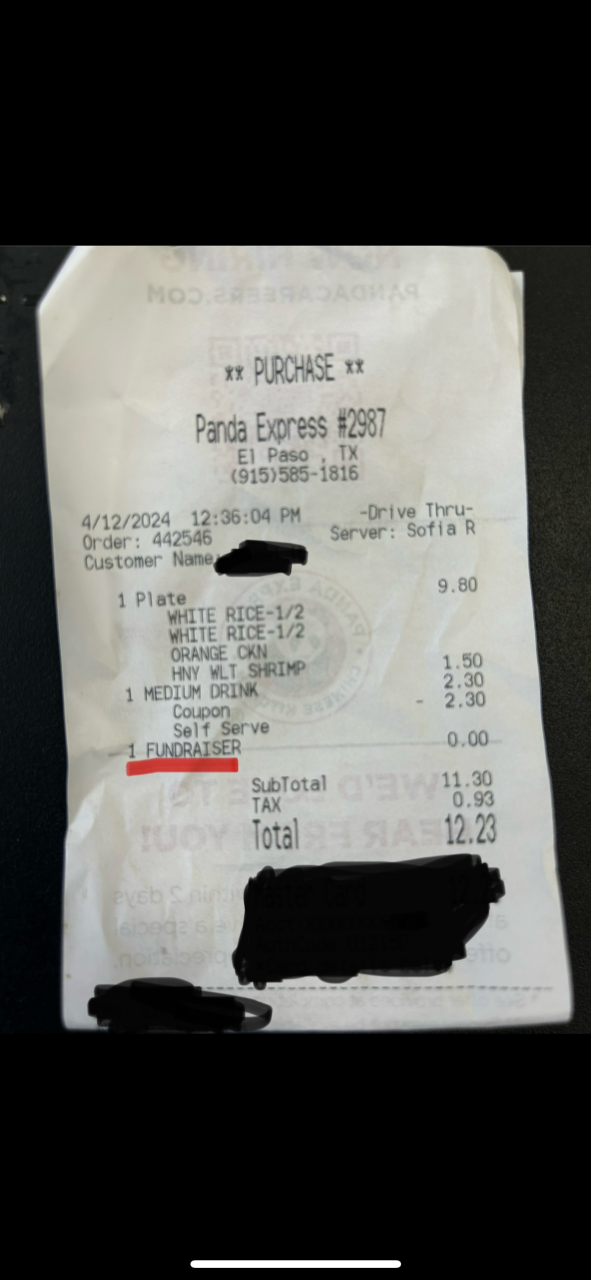 PANDACAREERS.COM
** PURCHASE **
Panda Express #2987
El Paso , TX
(915)585-1816
4/12/2024 12:36:04 PM -Drive Thru-
Order: 442546 Server: Sofia R
Customer Name
1 Plate 9.80
WHITE RICE-1/2
WHITE RICE-1/2
ORANGE CKN
HNY WLT SHRIMP 1.50
1 MEDIUM DRINK 2.30
Coupon - 2.30
Self Serve
1 FUNDRAISER 0.00
SubTotal 11.30
TAX 0.93
Total 12.23